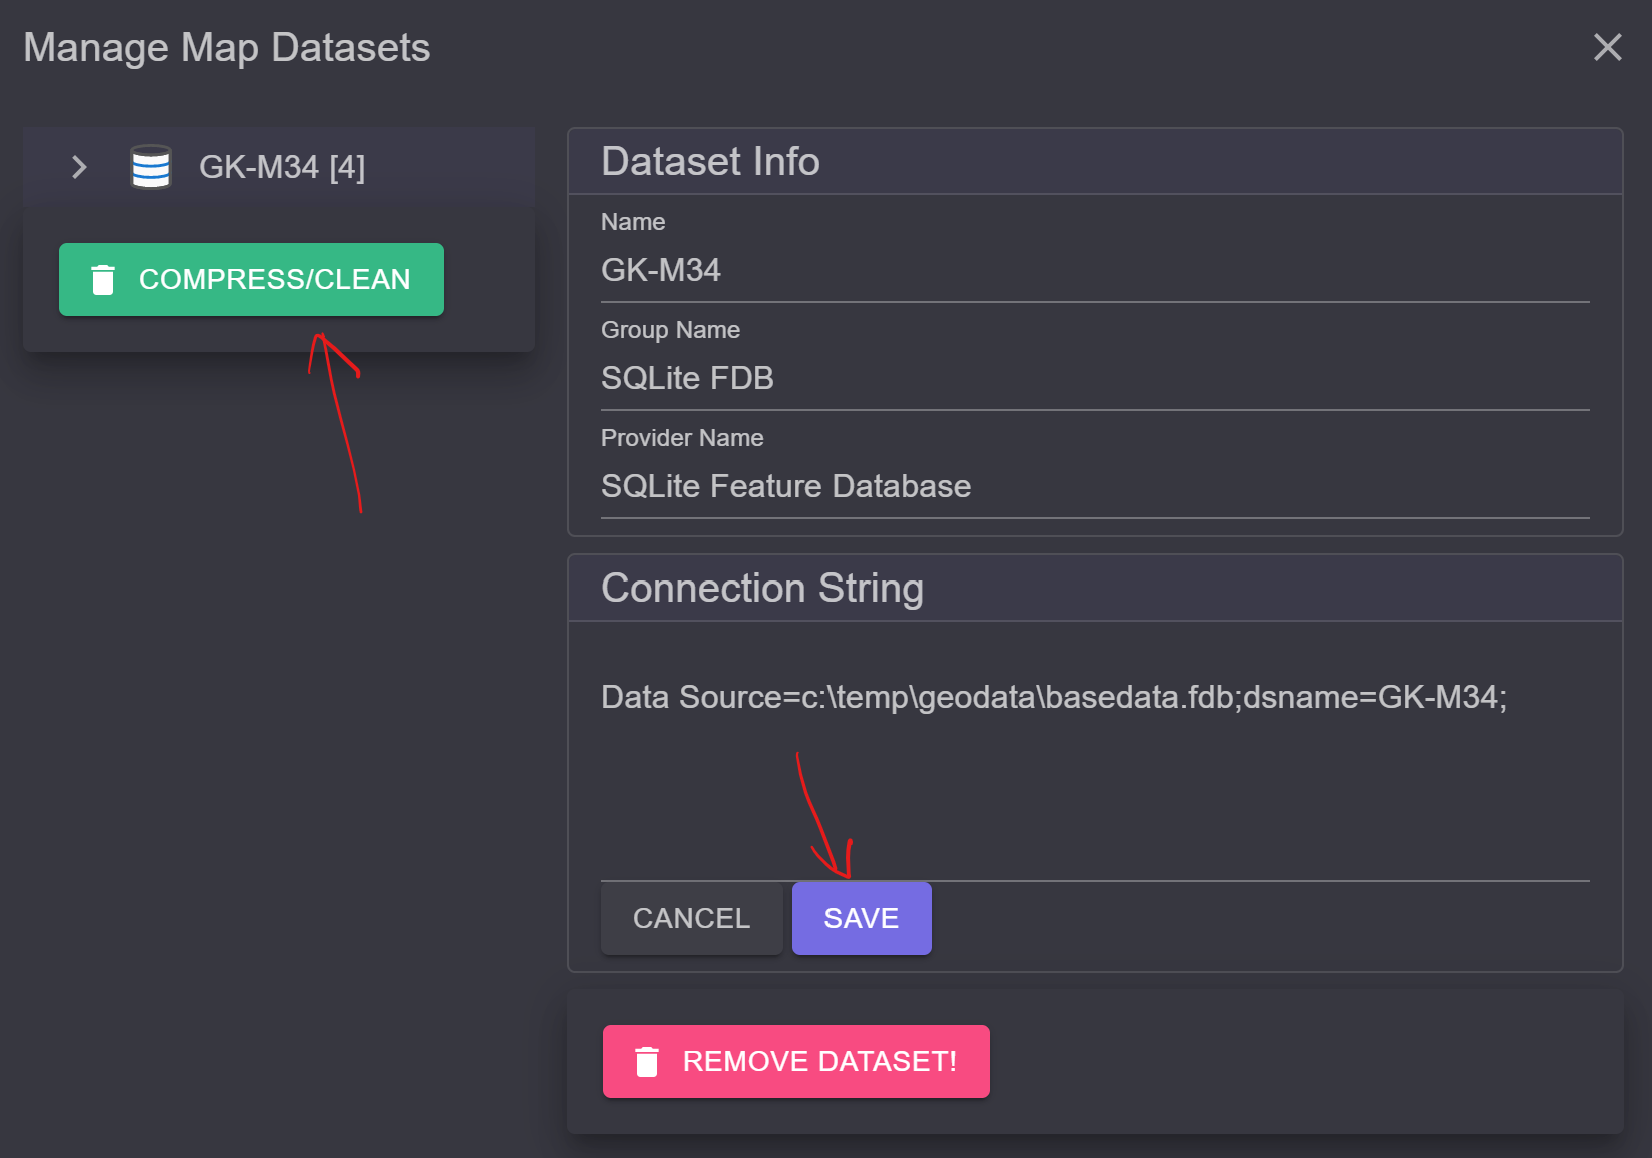 Manage Map Datasets
GK-M34 [4]
COMPRESS/CLEAN
Dataset Info
Name
GK-M34
Group Name
SQLite FDB
Provider Name
SQLite Feature Database
Connection String
Data Source=c:\temp\geodata\basedata.fdb;dsname=GK-M34;
CANCEL
SAVE
REMOVE DATASET!